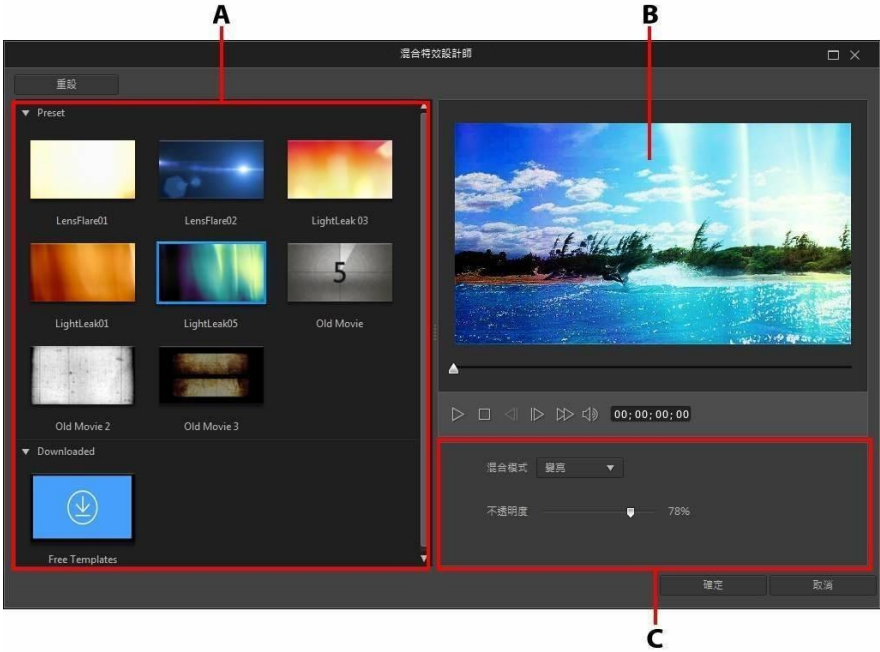 A
B
混合特效設計師
重設
Preset
LensFlare01
LensFlare02
LightLeak 03
LightLeak01
LightLeak05
5
Old Movie
Old Movie 2
Old Movie 3
Downloaded
Free Templates
00; 00; 00; 00
混合模式 變亮
不透明度 78%
確定 取消
C